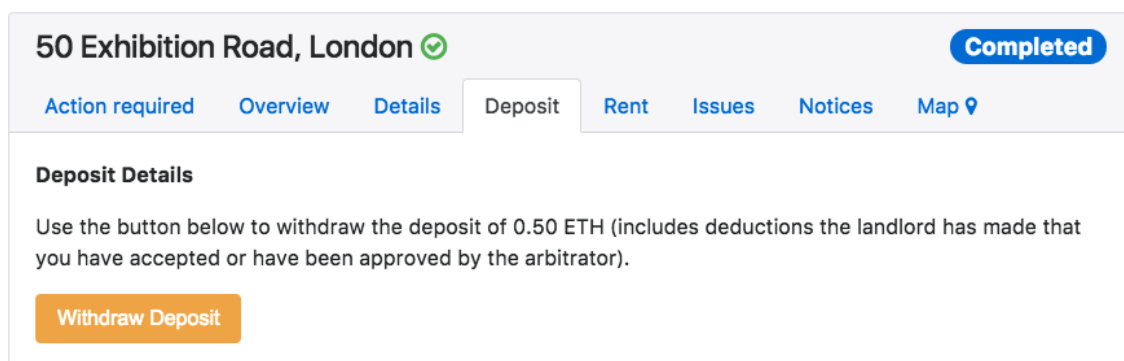 50 Exhibition Road, London
Completed
Action required Overview Details Deposit Rent Issues Notices Map
Deposit Details
Use the button below to withdraw the deposit of 0.50 ETH (includes deductions the landlord has made that
you have accepted or have been approved by the arbitrator).
Withdraw Deposit